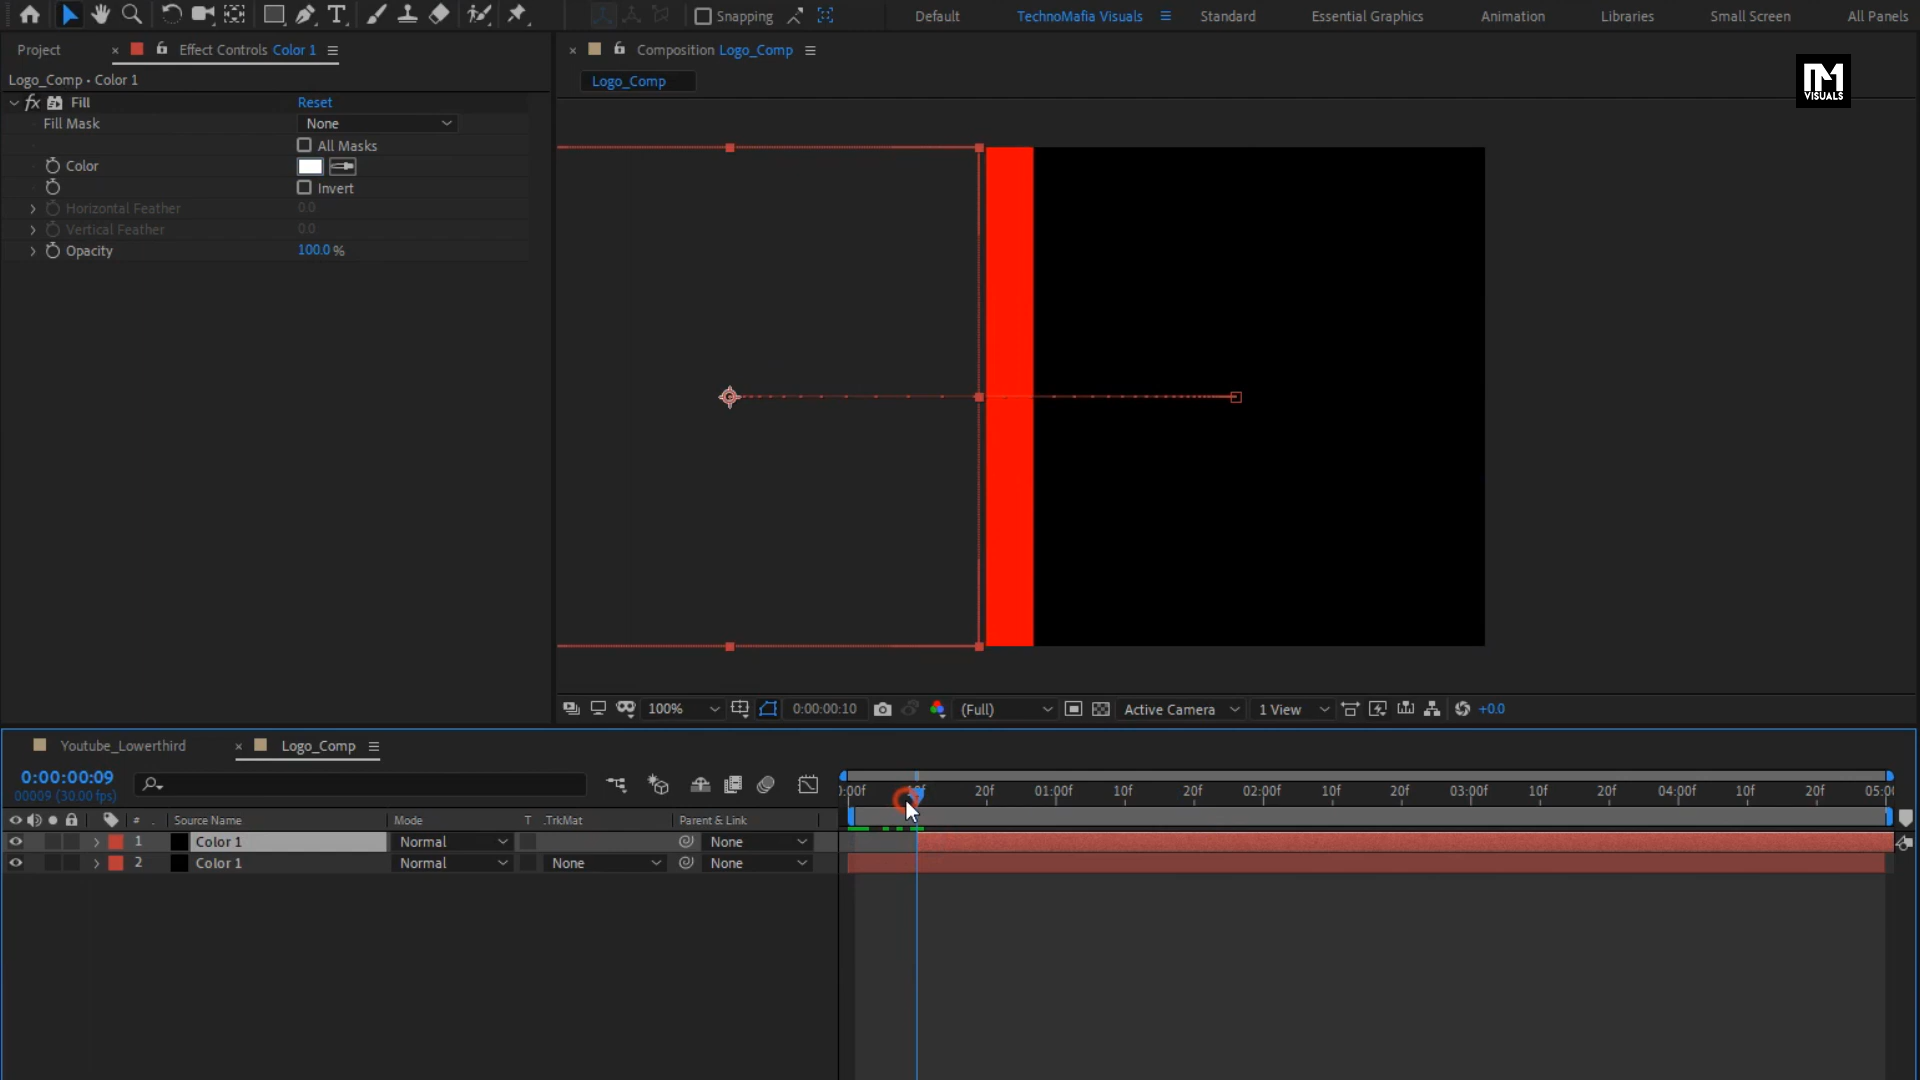 Snapping
Default
TechnoMafia Visuals
Standard
Essential Graphics
Animation
Libraries
Small Screen
All Panels
Project
Effect Controls Color 1
Composition Logo_Comp
Logo_Comp • Color 1
Logo_Comp
VISUALS
fx Fill
Reset
Fill Mask
None
All Masks
Color
Invert
Horizontal Feather
0.0
Vertical Feather
0.0
Opacity
100.0 %
100%
0:00:00:10
(Full)
Active Camera
1 View
+0.0
Youtube_Lowerthird
Logo_Comp
0:00:00:09
00009 (30.00 fps)
20f
01:00f
10f
20f
02:00f
10f
20f
03:00f
10f
20f
04:00f
10f
20f
#
Source Name
Mode
T .TrkMat
Parent & Link
1
Color 1
Normal
None
2
Color 1
Normal
None
None